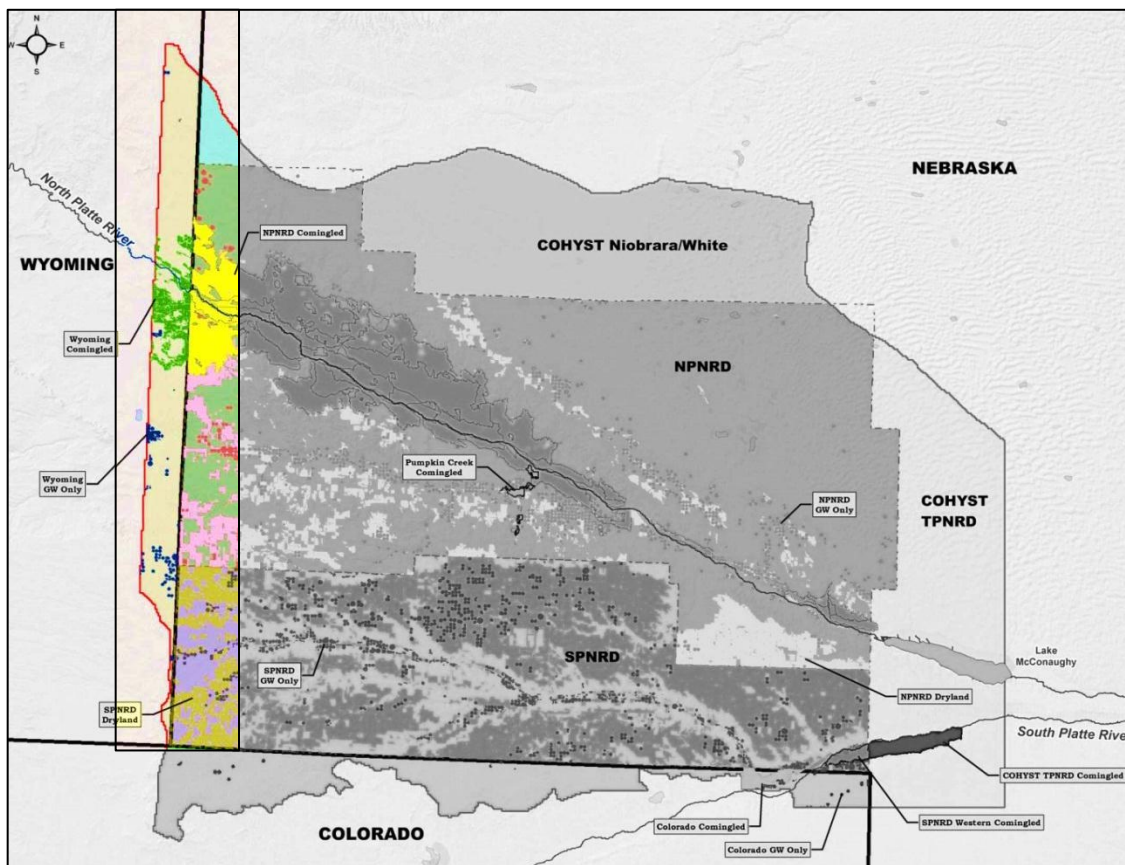 N
W E
S
NEBRASKA
North Platte River
NPNRD Comingled
COHYST Niobrara/White
WYOMING
Wyoming
Comingled
NPNRD
Pumpkin Creek
Comingled
Wyoming
GW Only
NPNRD
GW Only
COHYST
TPNRD
SPNRD
SPNRD
GW Only
Lake
McConaughy
NPNRD Dryland
SPNRD
Dryland
South Platte River
COHYST TPNRD Comingled
Colorado Comingled
SPNRD Western Comingled
COLORADO
Colorado GW Only